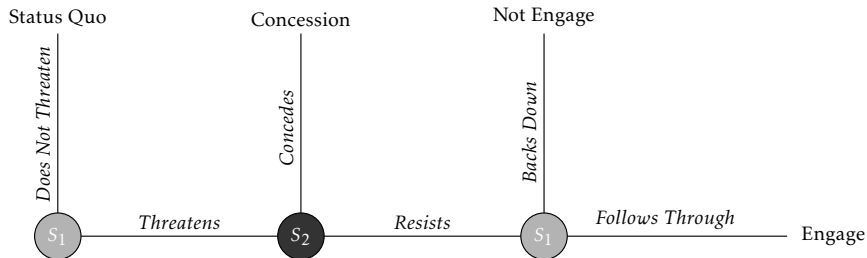 Status Quo
Concession
Not Engage
Does Not Threaten
Concedes
Backs Down
S1
Threatens
S2
Resists
S1
Follows Through
Engage